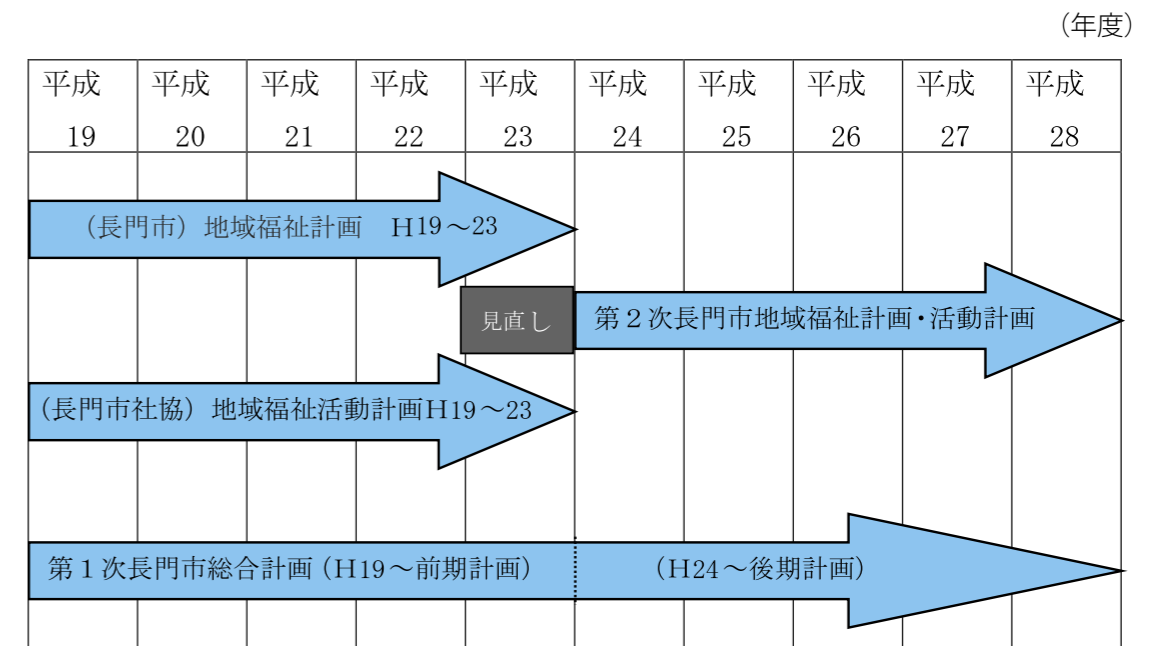 （年度）
平成 平成 平成 平成 平成 平成 平成 平成 平成 平成
19 20 21 22 23 24 25 26 27 28
（長門市）地域福祉計画　H19～23
見直し
第２次長門市地域福祉計画・活動計画
（長門市社協）地域福祉活動計画H19～23
第１次長門市総合計画（H19～前期計画）
（H24～後期計画）